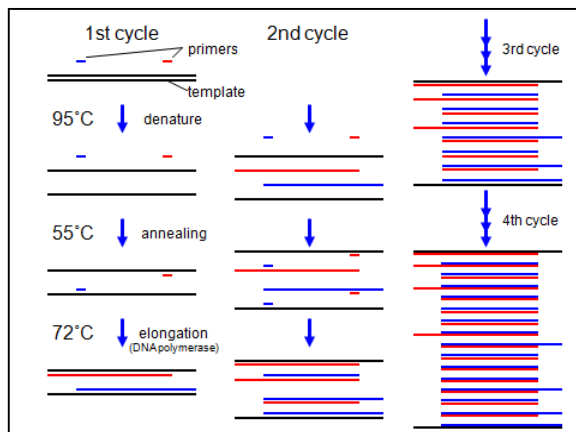 1st cycle
primers
template
95°C
denature
55°C
annealing
72°C
elongation
(DNA polymerase)
2nd cycle
3rd cycle
4th cycle